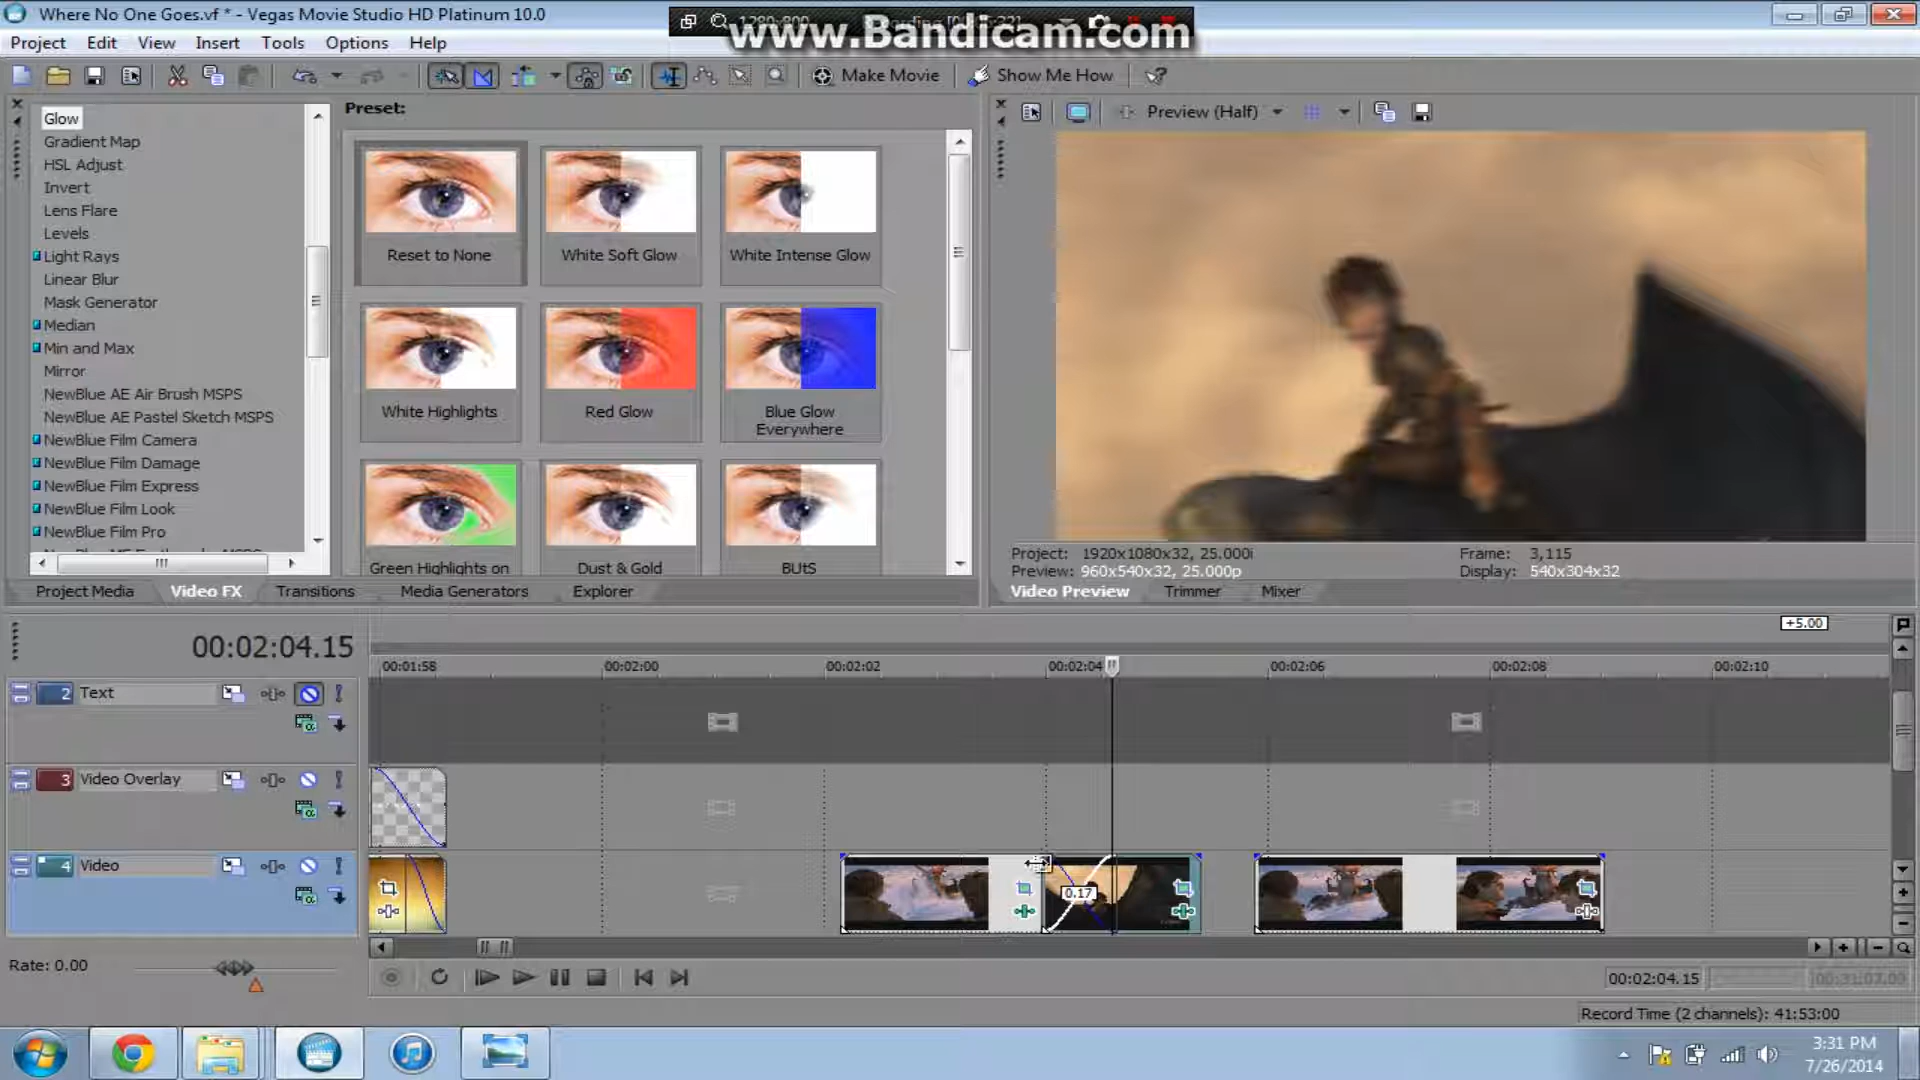 Where No One Goes.vf * - Vegas Movie Studio HD Platinum 10.0
www.Bandicam.com
Project Edit View Insert Tools Options Help
Make Movie Show Me How
Glow
Gradient Map
HSL Adjust
Invert
Lens Flare
Levels
Light Rays
Linear Blur
Mask Generator
Median
Min and Max
Mirror
NewBlue AE Air Brush MSPS
NewBlue AE Pastel Sketch MSPS
NewBlue Film Camera
NewBlue Film Damage
NewBlue Film Express
NewBlue Film Look
NewBlue Film Pro
Preset:
Reset to None
White Soft Glow
White Intense Glow
White Highlights
Red Glow
Blue Glow
Everywhere
Green Highlights on
Dust & Gold
BUtS
Preview (Half)
Project: 1920x1080x32, 25.000i
Frame: 3,115
Preview: 960x540x32, 25.000p
Display: 540x304x32
Project Media Video FX Transitions Media Generators Explorer
Video Preview Trimmer Mixer
+5.00
00:02:04.15
00:01:58 00:02:00 00:02:02 00:02:04 00:02:06 00:02:08 00:02:10
2 Text
3 Video Overlay
4 Video
0.17
Rate: 0.00
00:02:04.15
Record Time (2 channels): 41:53:00
3:31 PM
7/26/2014